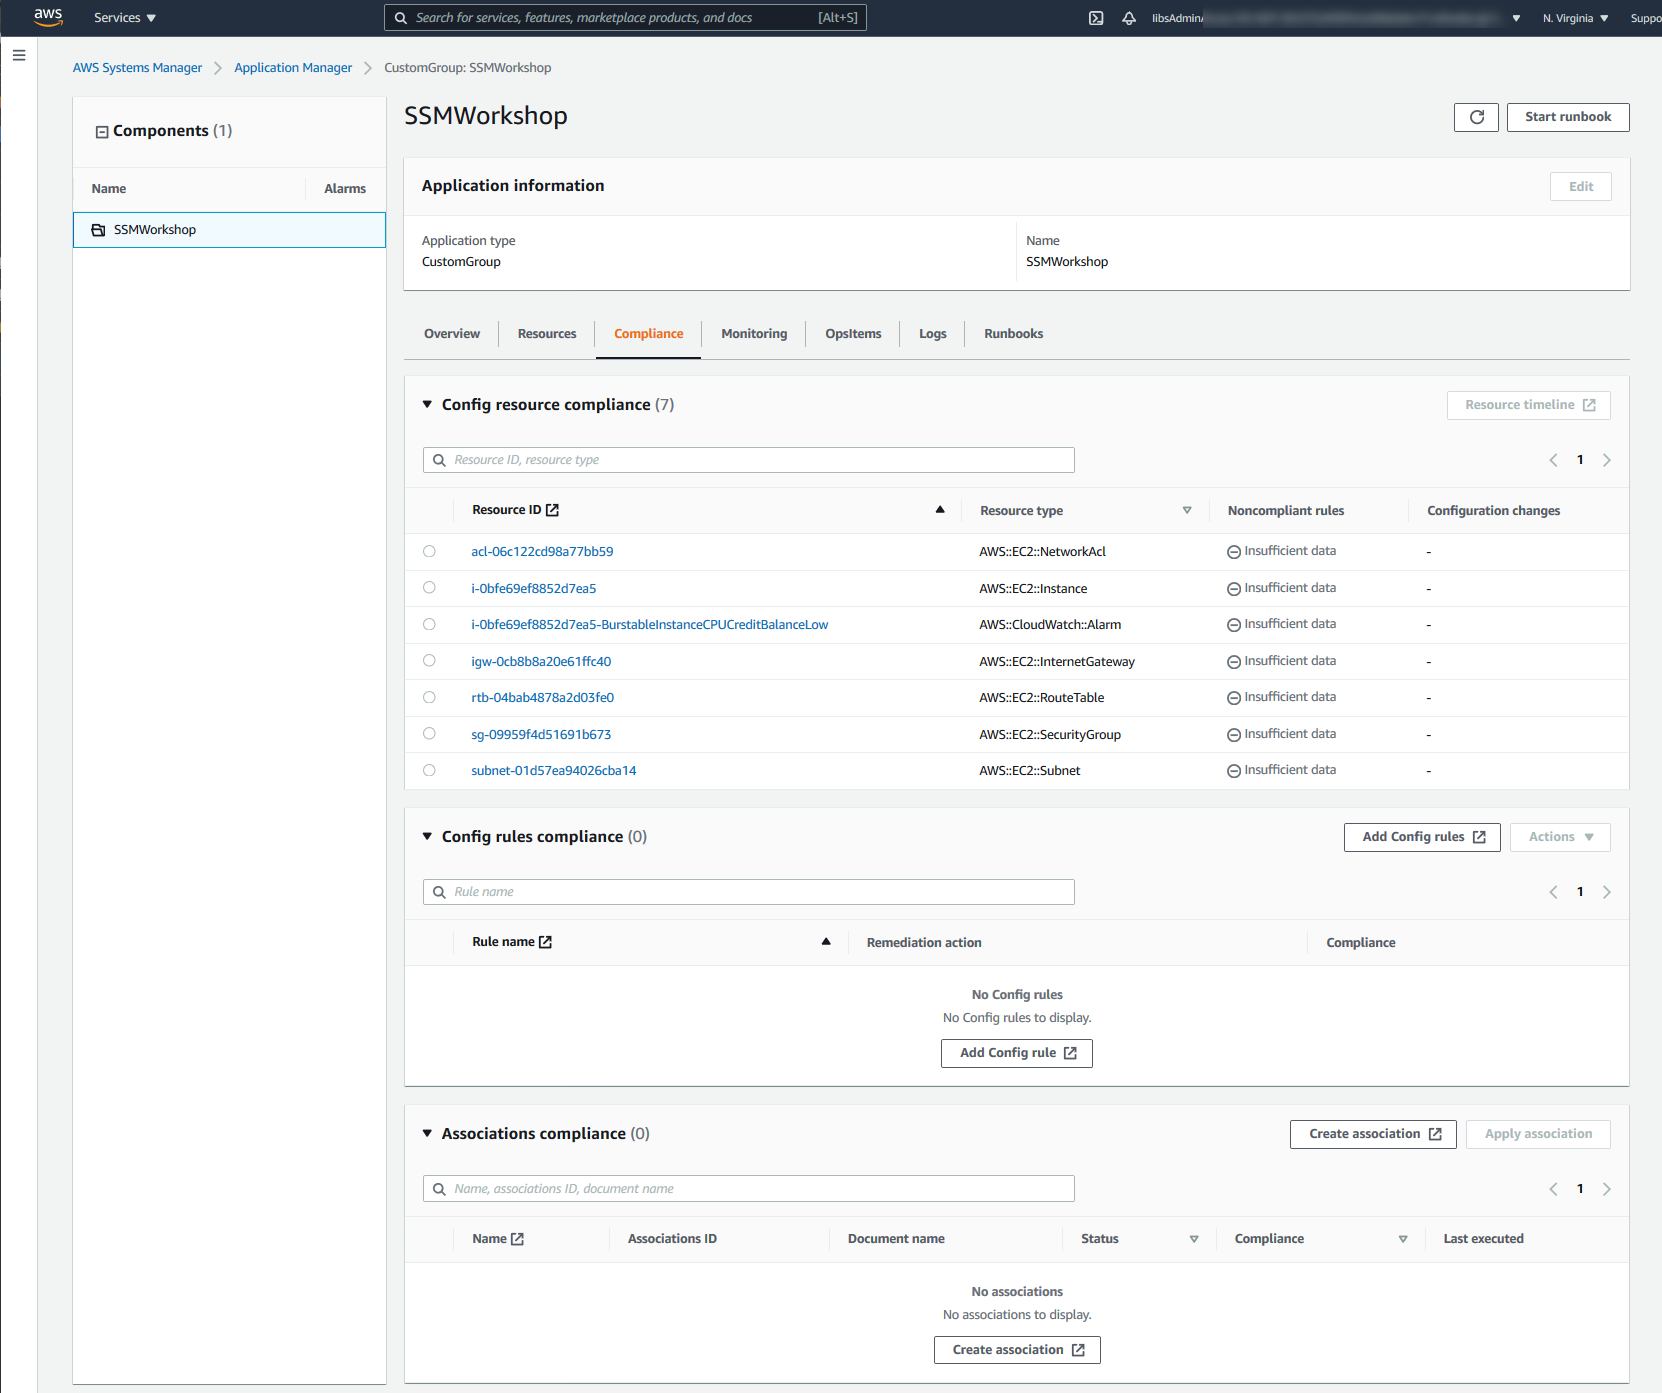 aws
Services
Search for services, features, marketplace products, and docs [Alt+S]
N. Virginia
AWS Systems Manager
Application Manager
CustomGroup: SSMWorkshop
Components (1)
Name Alarms
SSMWorkshop
SSMWorkshop
Start runbook
Application information
Edit
Application type
CustomGroup
Name
SSMWorkshop
Overview Resources Compliance Monitoring OpsItems Logs Runbooks
Config resource compliance (7)
Resource timeline
Resource ID, resource type
1
Resource ID Resource type Noncompliant rules Configuration changes
acl-06c122cd98a77bb59 AWS::EC2::NetworkAcl Insufficient data -
i-0bfe69ef8852d7ea5 AWS::EC2::Instance Insufficient data -
i-0bfe69ef8852d7ea5-BurstableInstanceCPUCreditBalanceLow AWS::CloudWatch::Alarm Insufficient data -
igw-0cb8b8a20e61ffc40 AWS::EC2::InternetGateway Insufficient data -
rtb-04bab4878a2d03fe0 AWS::EC2::RouteTable Insufficient data -
sg-09959f4d51691b673 AWS::EC2::SecurityGroup Insufficient data -
subnet-01d57ea94026cba14 AWS::EC2::Subnet Insufficient data -
Config rules compliance (0)
Add Config rules
Actions
Rule name
1
Rule name Remediation action Compliance
No Config rules
No Config rules to display.
Add Config rule
Associations compliance (0)
Create association
Apply association
Name, associations ID, document name
1
Name Associations ID Document name Status Compliance Last executed
No associations
No associations to display.
Create association